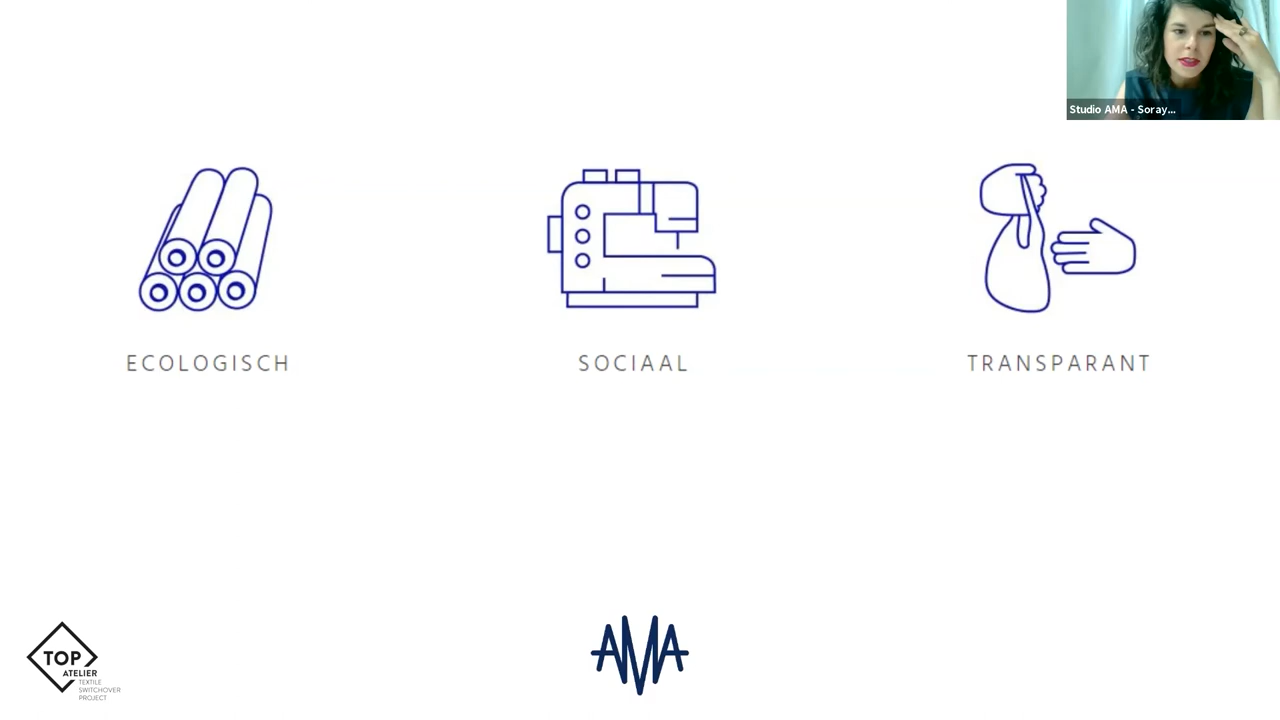 Studio AMA - Soray...
ECOLOGISCH
SOCIAAL
TRANSPARANT
TOP
ATELIER
TEXTILE
SWITCHOVER
PROJECT
AMA